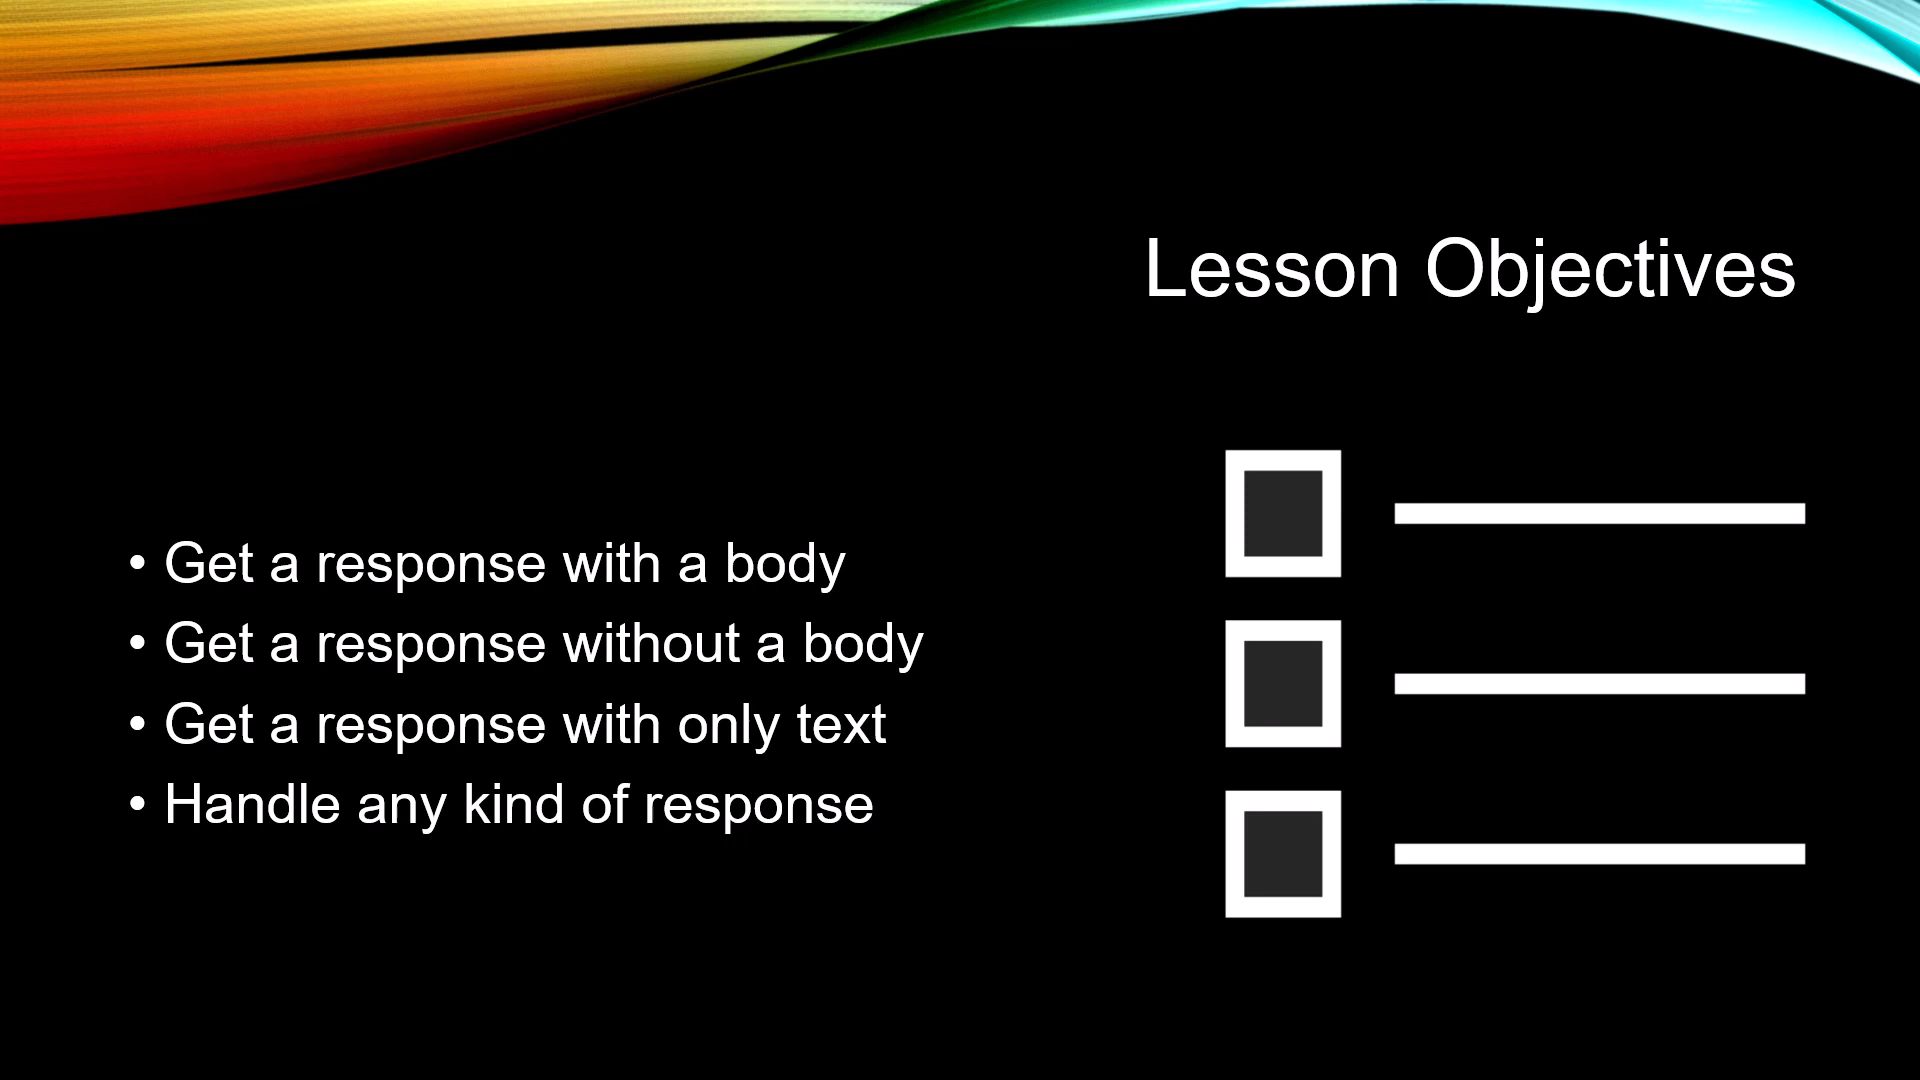 Lesson Objectives
• Get a response with a body
• Get a response without a body
• Get a response with only text
• Handle any kind of response